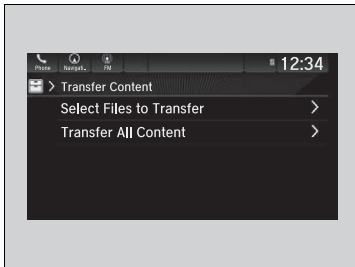 Phone Navigati.. FM 12:34
> Transfer Content
Select Files to Transfer >
Transfer All Content >